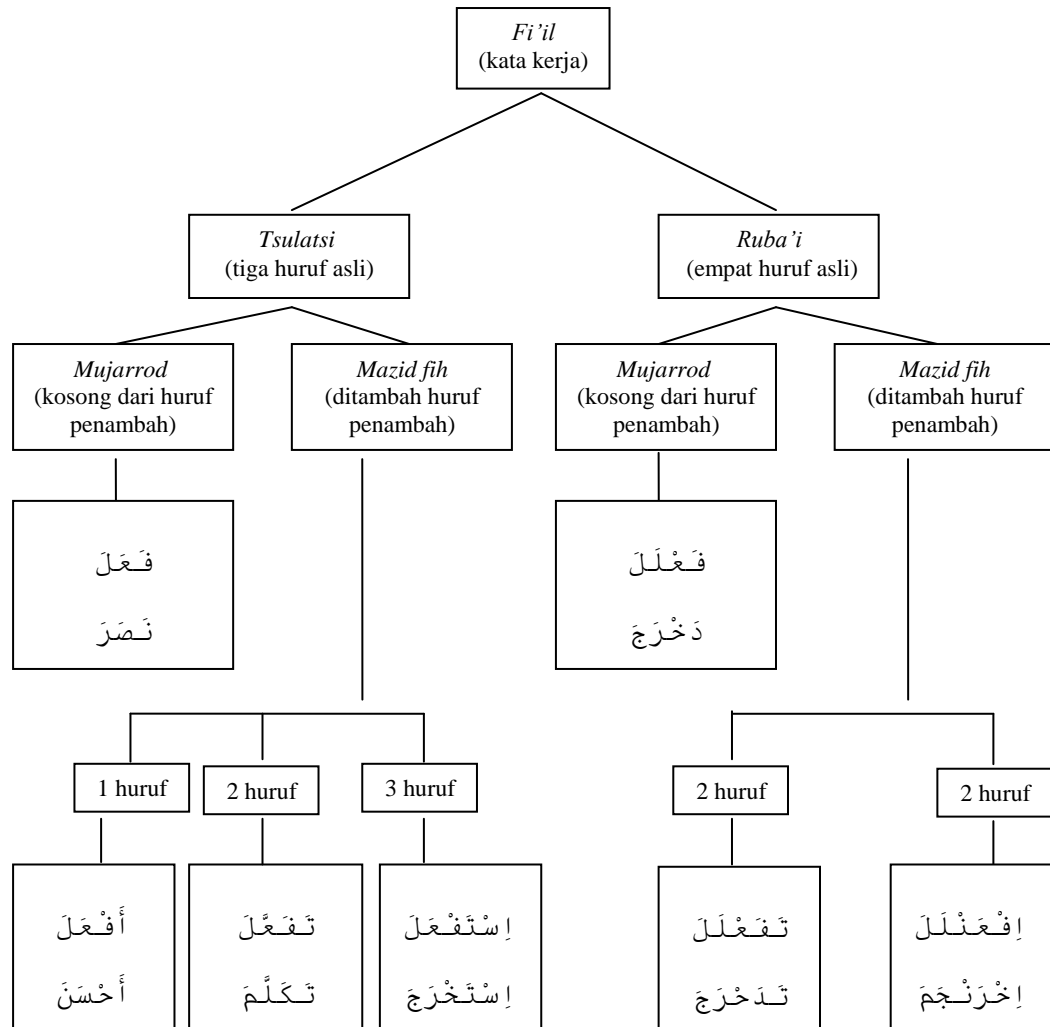 Fi’il
(kata kerja)
Tsulatsi
(tiga huruf asli)
Ruba’i
(empat huruf asli)
Mujarrod
(kosong dari huruf
penambah)
Mazid fih
(ditambah huruf
penambah)
Mujarrod
(kosong dari huruf
penambah)
Mazid fih
(ditambah huruf
penambah)
فَعَلَ
نَصَرَ
فَعْلَلَ
دَخْرَجَ
1 huruf
2 huruf
3 huruf
2 huruf
2 huruf
أَفْعَلَ
أَحْسَنَ
تَفَعَّلَ
تَكَلَّمَ
اِسْتَفْعَلَ
اِسْتَخْرَجَ
تَفَعْلَلَ
تَدَحْرَجَ
اِفْعَنْلَلَ
اِخْرَنْجَمَ